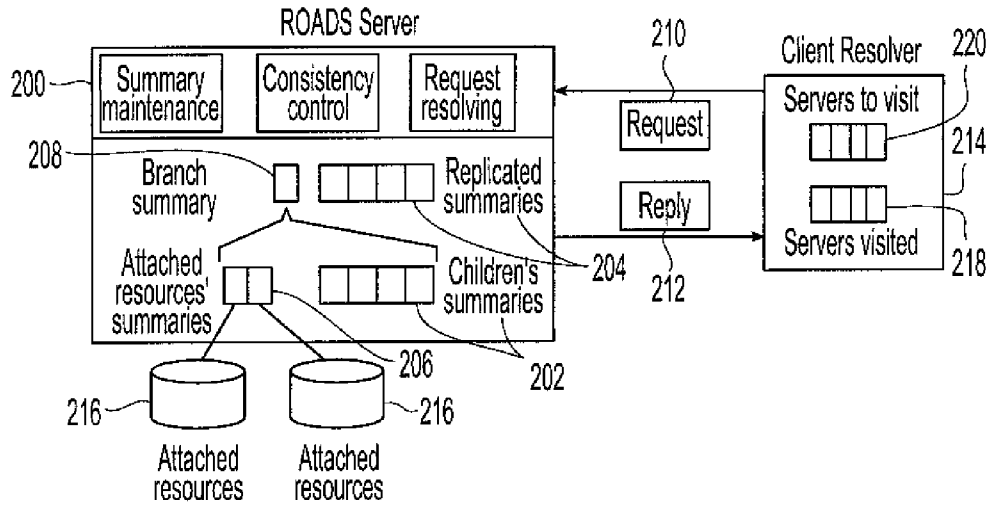 ROADS Server
200
Summary
maintenance
Consistency
control
Request
resolving
210
Request
Client Resolver
Servers to visit
220
214
208
Branch
summary
Replicated
summaries
Reply
212
Servers visited
218
204
Attached
resources'
summaries
Children's
summaries
206
202
216
216
Attached
resources
Attached
resources